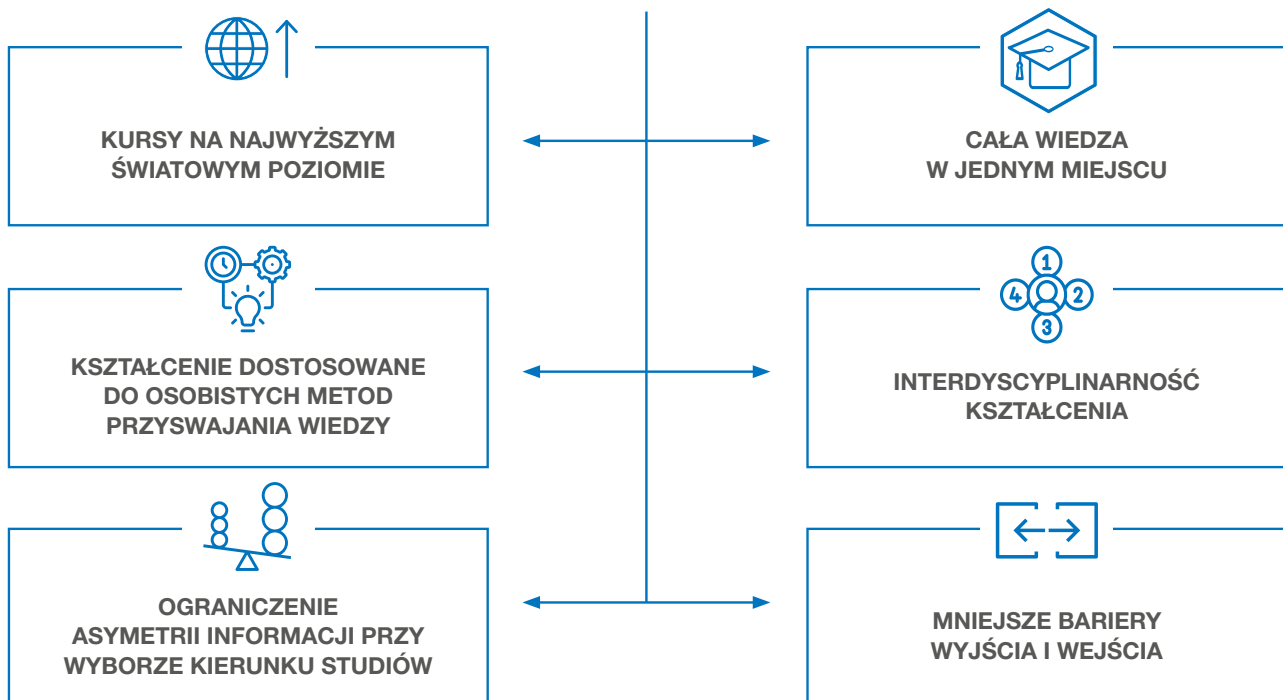 KURSY NA NAJWYŻSZYM
ŚWIATOWYM POZIOMIE
CAŁA WIEDZA
W JEDNYM MIEJSCU
1
4
2
3
KSZTAŁCENIE DOSTOSOWANE
DO OSOBISTYCH METOD
PRZYSWAJANIA WIEDZY
INTERDYSCYPLINARNOŚĆ
KSZTAŁCENIA
OGRANICZENIE
ASYMETRII INFORMACJI PRZY
WYBORZE KIERUNKU STUDIÓW
MNIEJSZE BARIERY
WYJŚCIA I WEJŚCIA